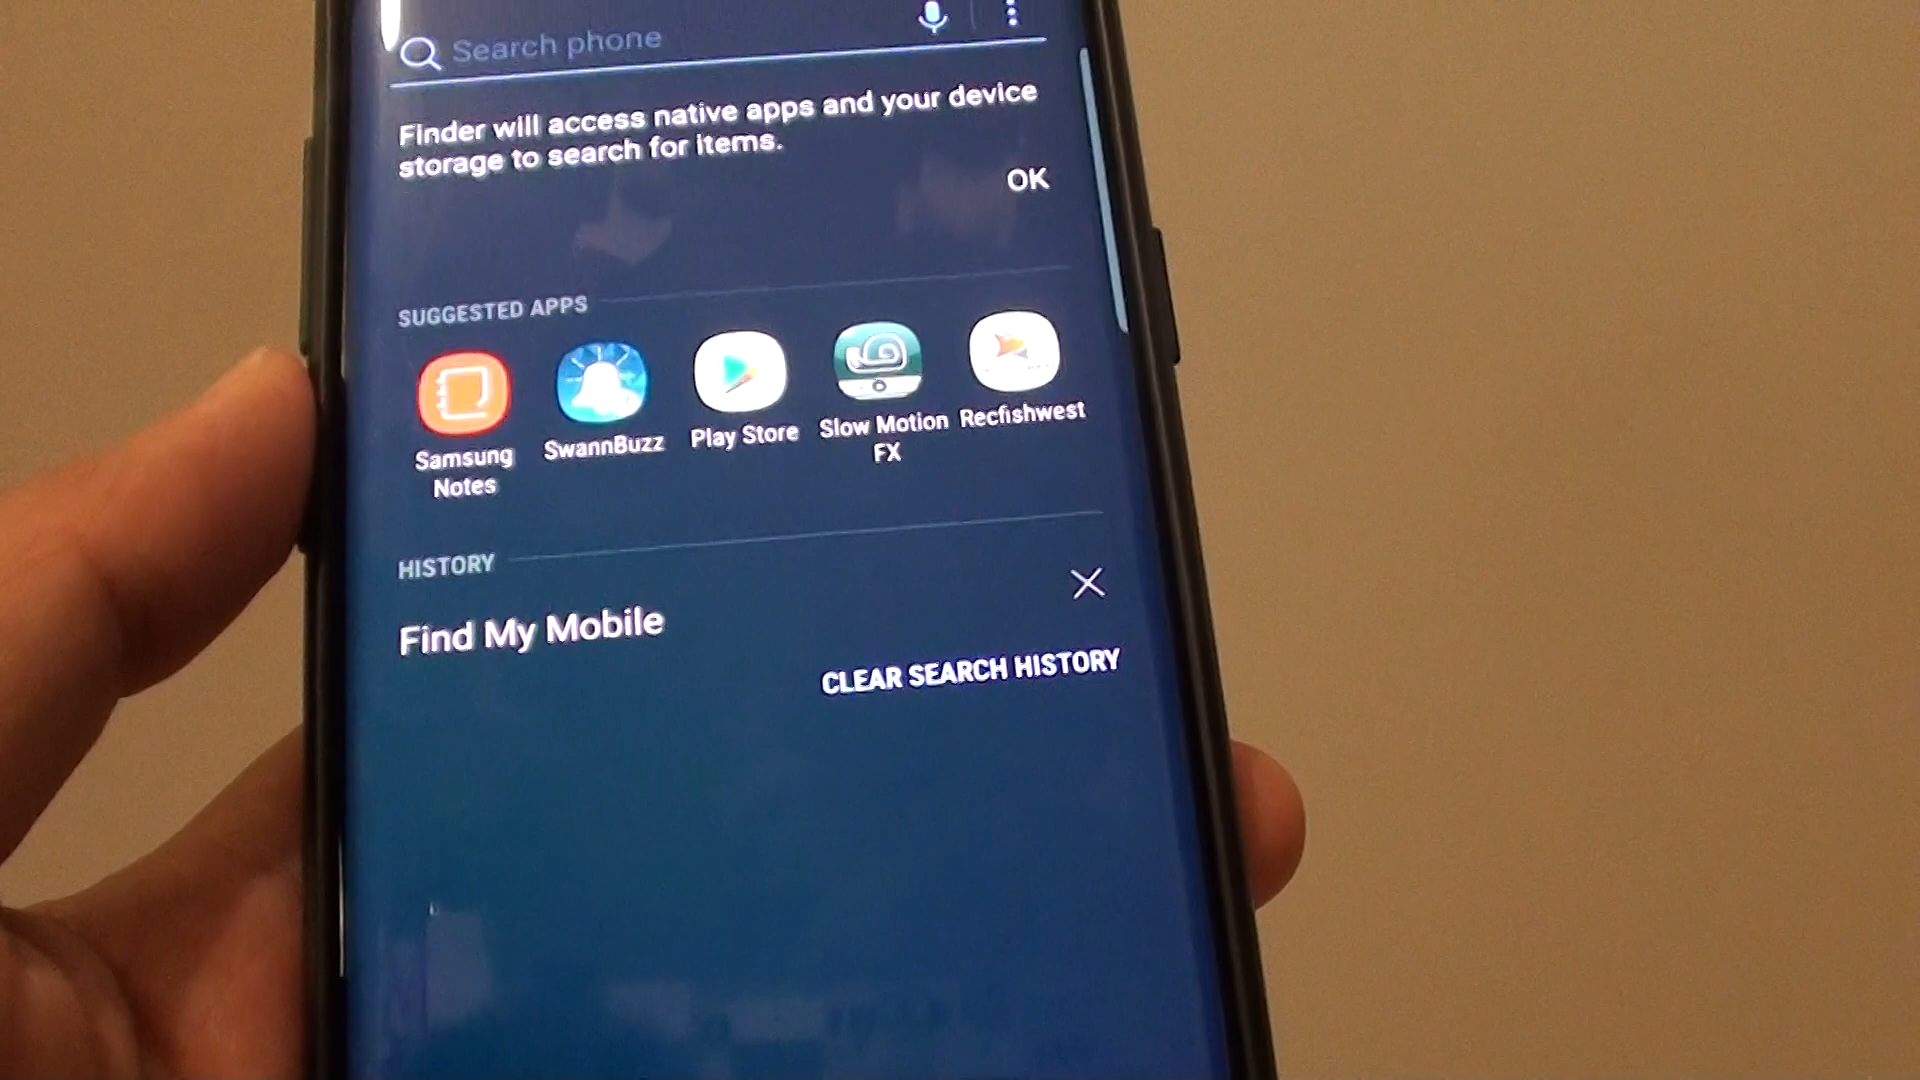 Search phone
Finder will access native apps and your device
storage to search for items.
OK
SUGGESTED APPS
Samsung
Notes
SwannBuzz
Play Store
Slow Motion
FX
Recfishwest
HISTORY
Find My Mobile
CLEAR SEARCH HISTORY